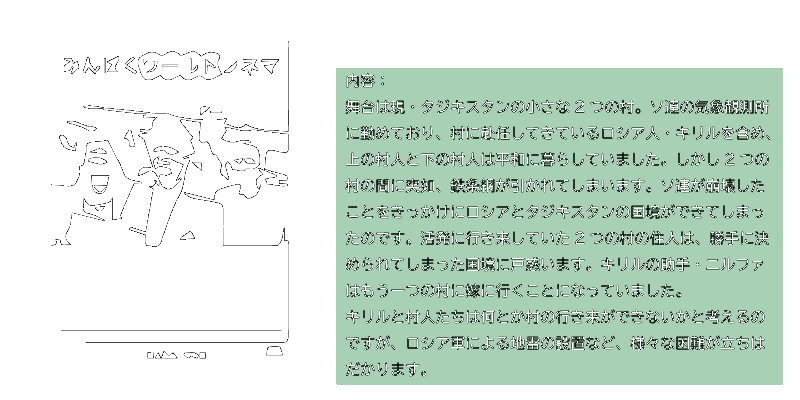 みんぱくワールドシネマ
内容：
舞台は現・タジキスタンの小さな２つの村。ソ連の気象観測所
に勤めており、村に赴任してきているロシア人・キリルを含め、
上の村人と下の村人は平和に暮らしていました。しかし２つの
村の間に突如、鉄条網が引かれてしまいます。ソ連が崩壊した
ことをきっかけにロシアとタジキスタンの国境ができてしまっ
たのです。活発に行き来していた２つの村の住人は、勝手に決
められてしまった国境に戸惑います。キリルの助手・ニルファ
はもう一つの村に嫁に行くことになっていました。
キリルと村人たちは何とか村の行き来ができないかと考えるの
ですが、ロシア軍による地雷の設置など、様々な困難が立ちは
だかります。